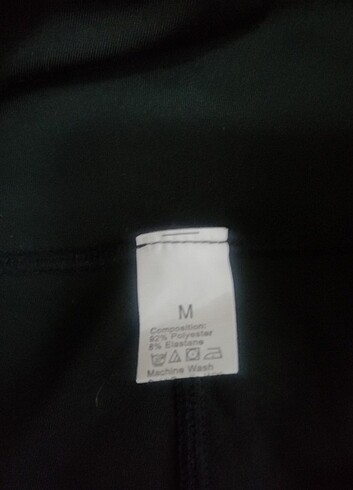 M
Composition:
92% Polyester
8% Elastane
Machine Wash